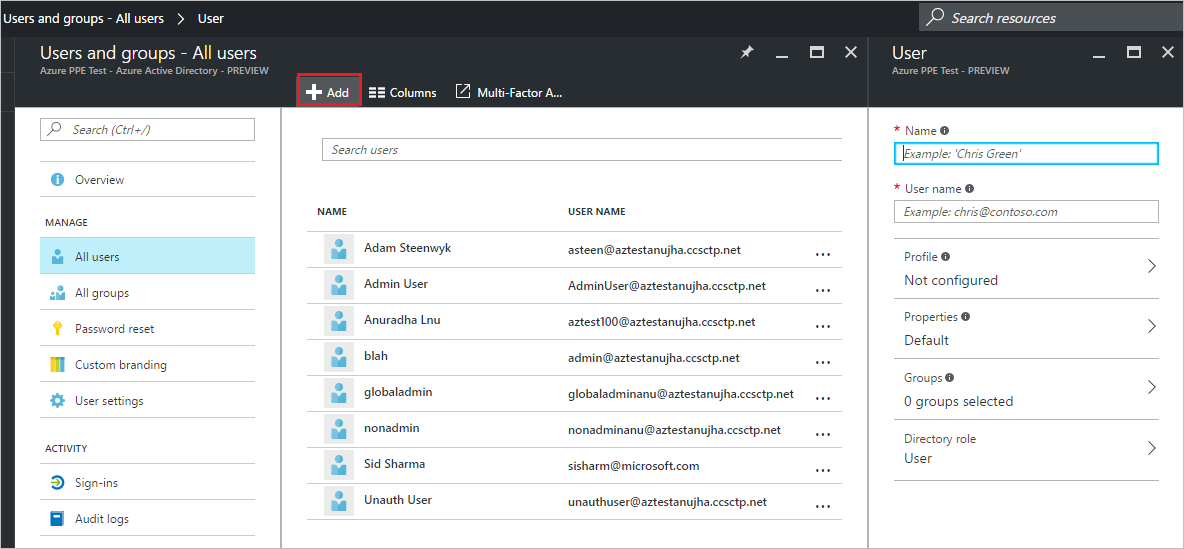 Users and groups - All users > User
Search resources
Users and groups - All users
Azure PPE Test - Azure Active Directory - PREVIEW
Add
Columns
Multi-Factor A...
Search (Ctrl+/)
Overview
MANAGE
All users
All groups
Password reset
Custom branding
User settings
ACTIVITY
Sign-ins
Audit logs
Search users
NAME USER NAME
Adam Steenwyk asteen@aztestanujha.ccsctp.net ...
Admin User AdminUser@aztestanujha.ccsctp.net ...
Anuradha Lnu aztest100@aztestanujha.ccsctp.net ...
blah admin@aztestanujha.ccsctp.net ...
globaladmin globaladminanu@aztestanujha.ccsctp.net ...
nonadmin nonadminanu@aztestanujha.ccsctp.net ...
Sid Sharma sisharm@microsoft.com ...
Unauth User unauthuser@aztestanujha.ccsctp.net ...
User
Azure PPE Test - PREVIEW
* Name
Example: 'Chris Green'
* User name
Example: chris@contoso.com
Profile
Not configured
Properties
Default
Groups
0 groups selected
Directory role
User